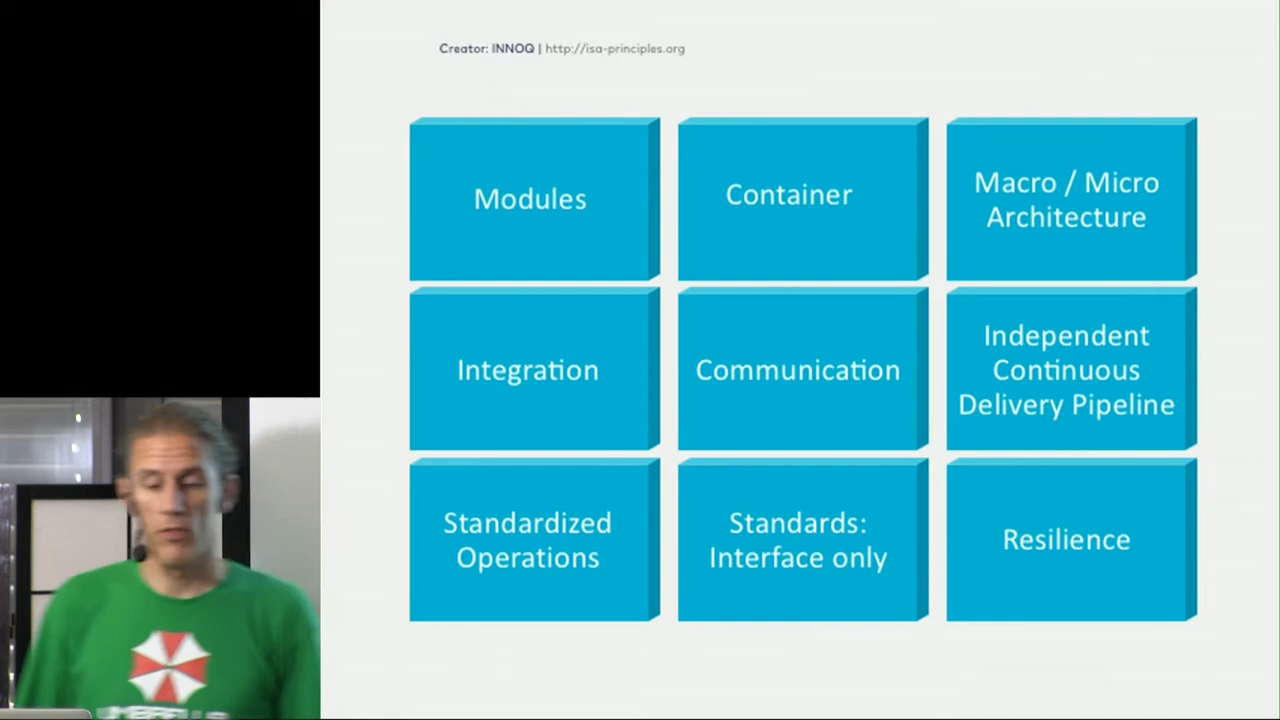 Creator: INNOQ | http://isa-principles.org
Modules
Container
Macro / Micro
Architecture
Integration
Communication
Independent
Continuous
Delivery Pipeline
Standardized
Operations
Standards:
Interface only
Resilience